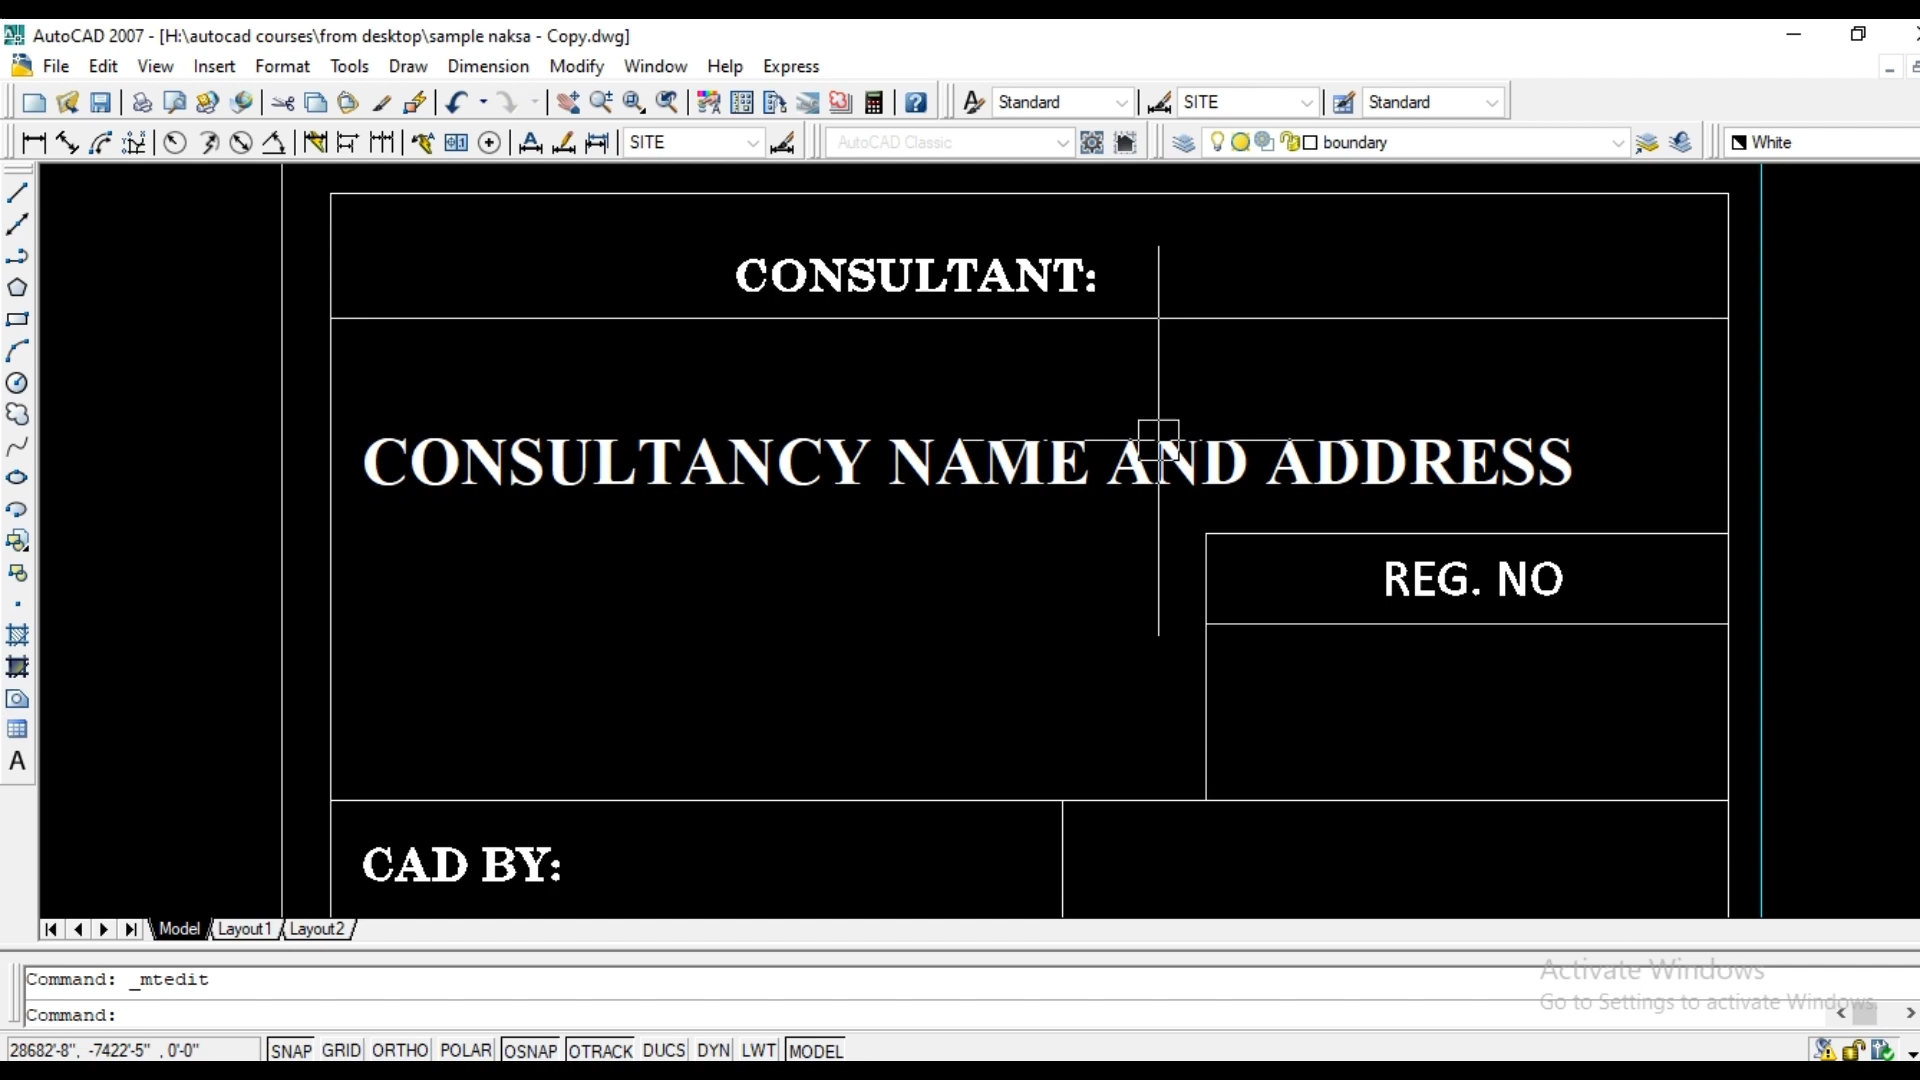 AutoCAD 2007 - [H:\autocad courses\from desktop\sample naksa - Copy.dwg]
File Edit View Insert Format Tools Draw Dimension Modify Window Help Express
Standard SITE Standard
SITE AutoCAD Classic boundary White
CONSULTANT:
CONSULTANCY NAME AND ADDRESS
REG. NO
CAD BY:
A
Model Layout1 Layout2
Command: _mtedit
Activate Windows
Go to Settings to activate Windows.
Command:
28682'-8", -7422'-5" , 0'-0" SNAP GRID ORTHO POLAR OSNAP OTRACK DUCS DYN LWT MODEL